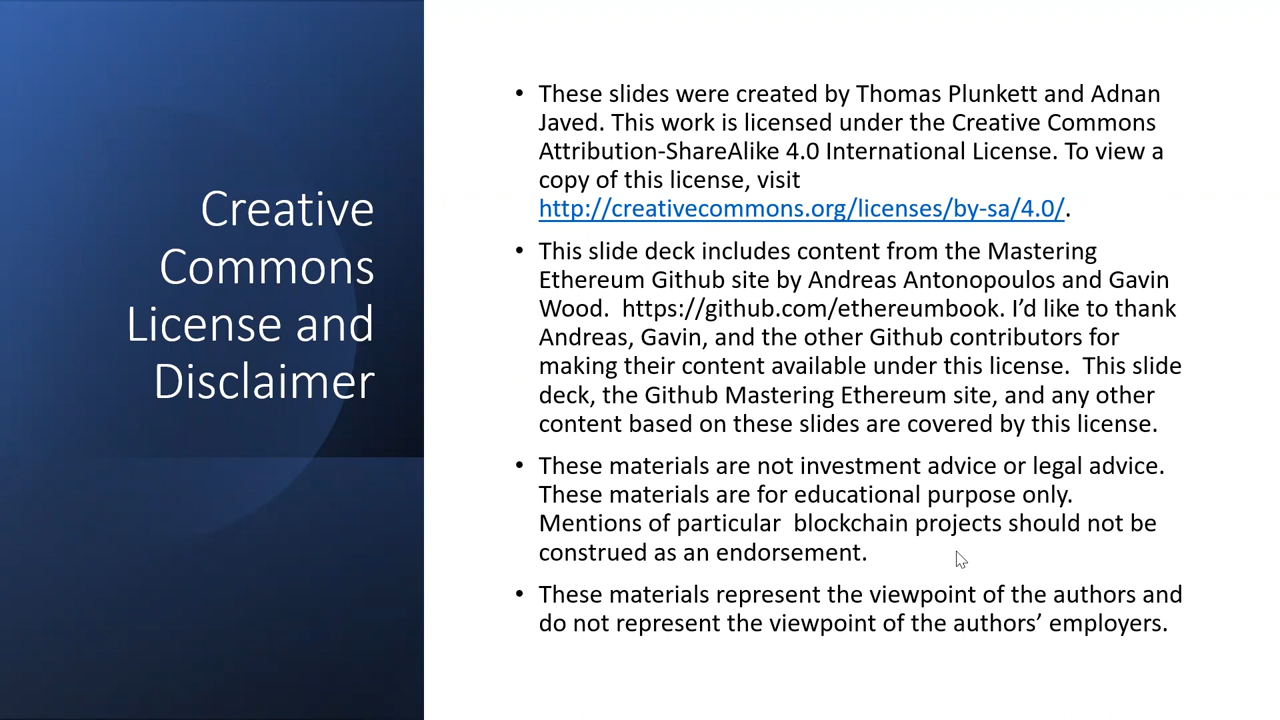 Creative
Commons
License and
Disclaimer
• These slides were created by Thomas Plunkett and Adnan
Javed. This work is licensed under the Creative Commons
Attribution-ShareAlike 4.0 International License. To view a
copy of this license, visit
http://creativecommons.org/licenses/by-sa/4.0/.
• This slide deck includes content from the Mastering
Ethereum Github site by Andreas Antonopoulos and Gavin
Wood.  https://github.com/ethereumbook. I’d like to thank
Andreas, Gavin, and the other Github contributors for
making their content available under this license.  This slide
deck, the Github Mastering Ethereum site, and any other
content based on these slides are covered by this license.
• These materials are not investment advice or legal advice.
These materials are for educational purpose only.
Mentions of particular  blockchain projects should not be
construed as an endorsement.
• These materials represent the viewpoint of the authors and
do not represent the viewpoint of the authors’ employers.